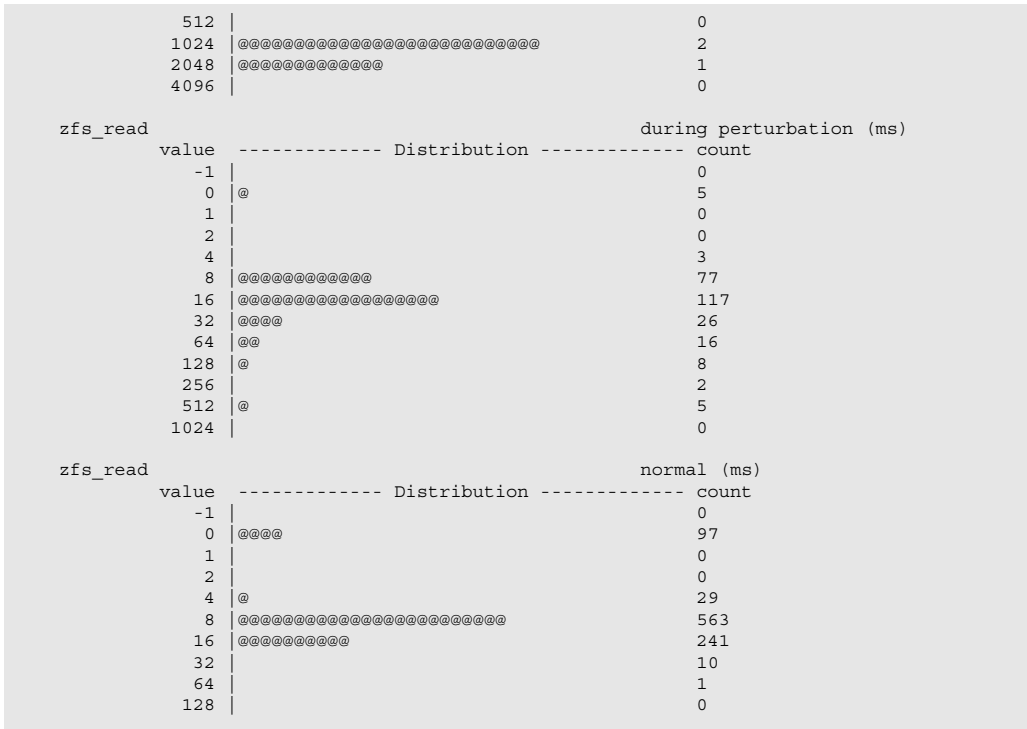 512 |                                         0
            1024 |@@@@@@@@@@@@@@@@@@@@@@@@@@@              2
            2048 |@@@@@@@@@@@@@                            1
            4096 |                                         0

  zfs_read                                            during perturbation (ms)
           value  ------------- Distribution ------------- count
              -1 |                                         0
               0 |@                                        5
               1 |                                         0
               2 |                                         0
               4 |                                         3
               8 |@@@@@@@@@@@@                             77
              16 |@@@@@@@@@@@@@@@@@@                       117
              32 |@@@@                                     26
              64 |@@                                       16
             128 |@                                        8
             256 |                                         2
             512 |@                                        5
            1024 |                                         0

  zfs_read                                            normal (ms)
           value  ------------- Distribution ------------- count
              -1 |                                         0
               0 |@@@@                                     97
               1 |                                         0
               2 |                                         0
               4 |@                                        29
               8 |@@@@@@@@@@@@@@@@@@@@@@@@                 563
              16 |@@@@@@@@@@                               241
              32 |                                         10
              64 |                                         1
             128 |                                         0